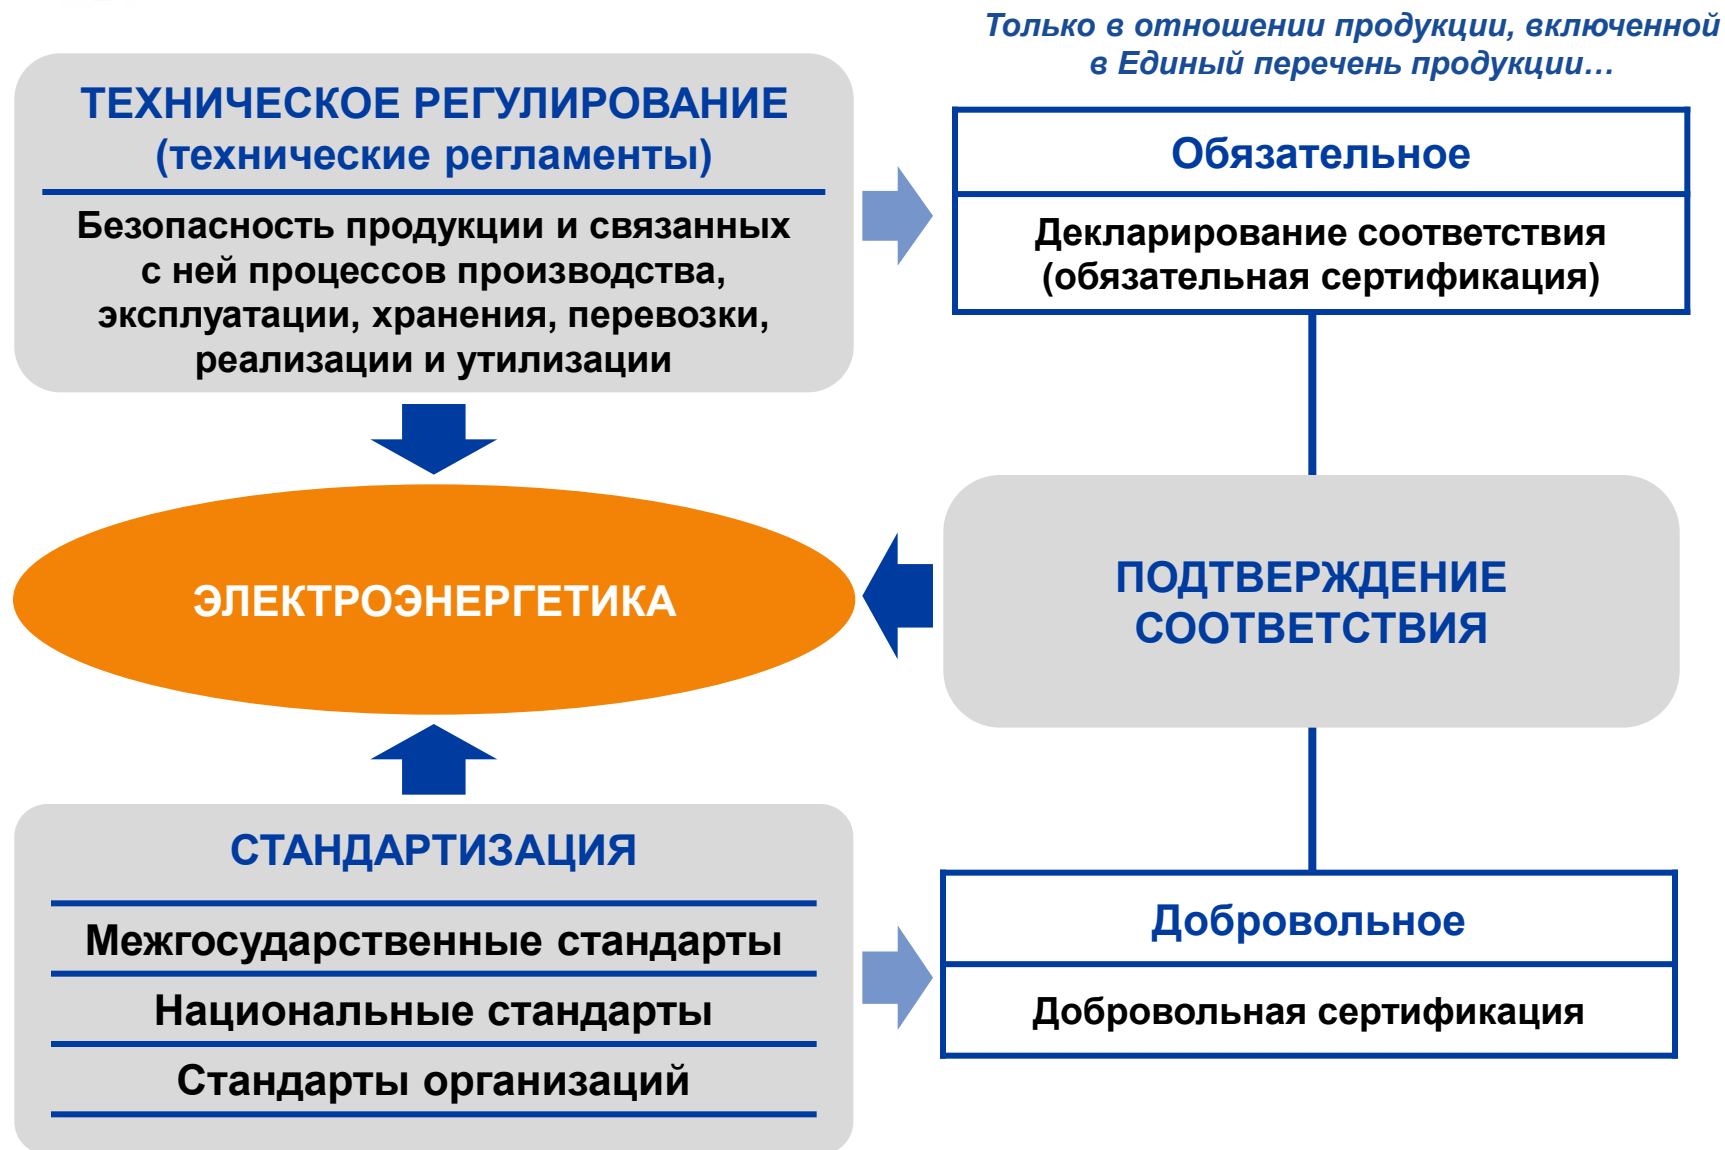 Только в отношении продукции, включенной
в Единый перечень продукции…
ТЕХНИЧЕСКОЕ РЕГУЛИРОВАНИЕ
(технические регламенты)
Безопасность продукции и связанных
с ней процессов производства,
эксплуатации, хранения, перевозки,
реализации и утилизации
Обязательное
Декларирование соответствия
(обязательная сертификация)
ЭЛЕКТРОЭНЕРГЕТИКА
ПОДТВЕРЖДЕНИЕ
СООТВЕТСТВИЯ
СТАНДАРТИЗАЦИЯ
Межгосударственные стандарты
Национальные стандарты
Стандарты организаций
Добровольное
Добровольная сертификация